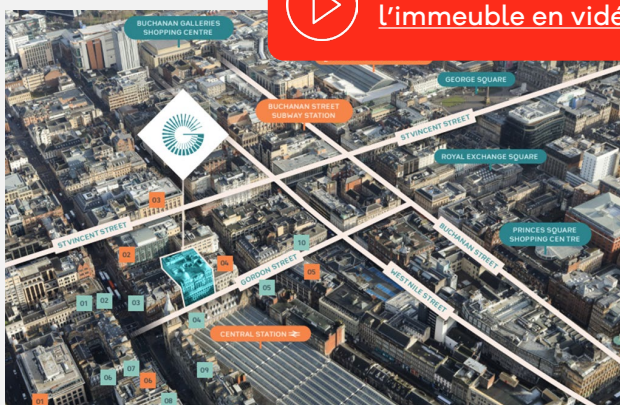 l'immeuble en vidé
BUCHANAN GALLERIES
SHOPPING CENTRE
GEORGE SQUARE
BUCHANAN STREET
SUBWAY STATION
ST VINCENT STREET
ROYAL EXCHANGE SQUARE
03
ST VINCENT STREET
PRINCES SQUARE
SHOPPING CEN TRE
BUCHANAN STREET
10
02
04
GORDON STREET
05
WEST NILE STREET
05
01
02
03
04
CENTRAL STATION
07
06
06
09
01
08